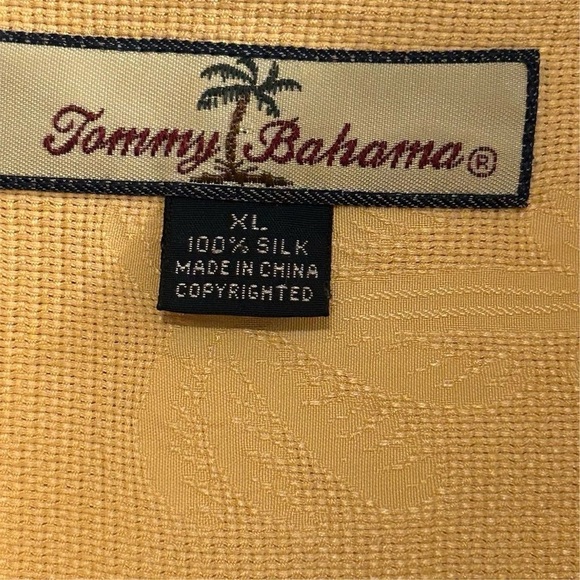 Tommy Bahama®
XL
100% SILK
MADE IN CHINA
COPYRIGHTED